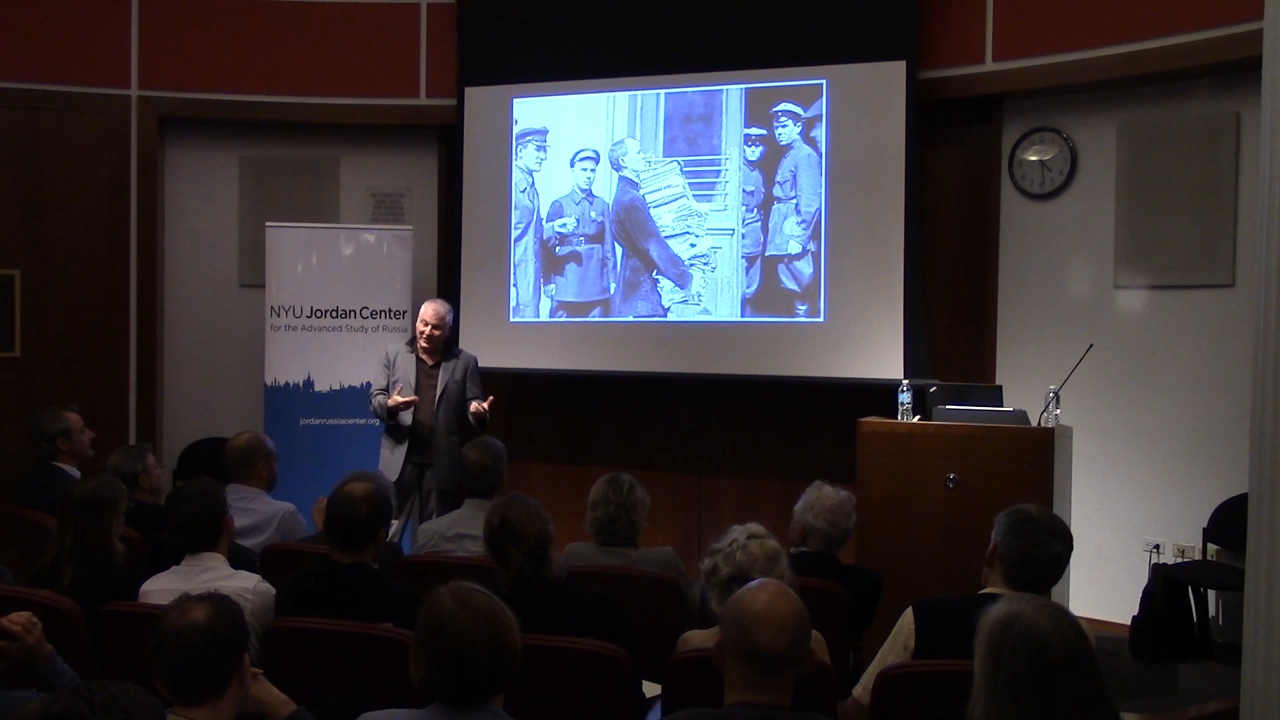 NYU Jordan Center
for the Advanced Study of Russia
jordanrussiacenter.org